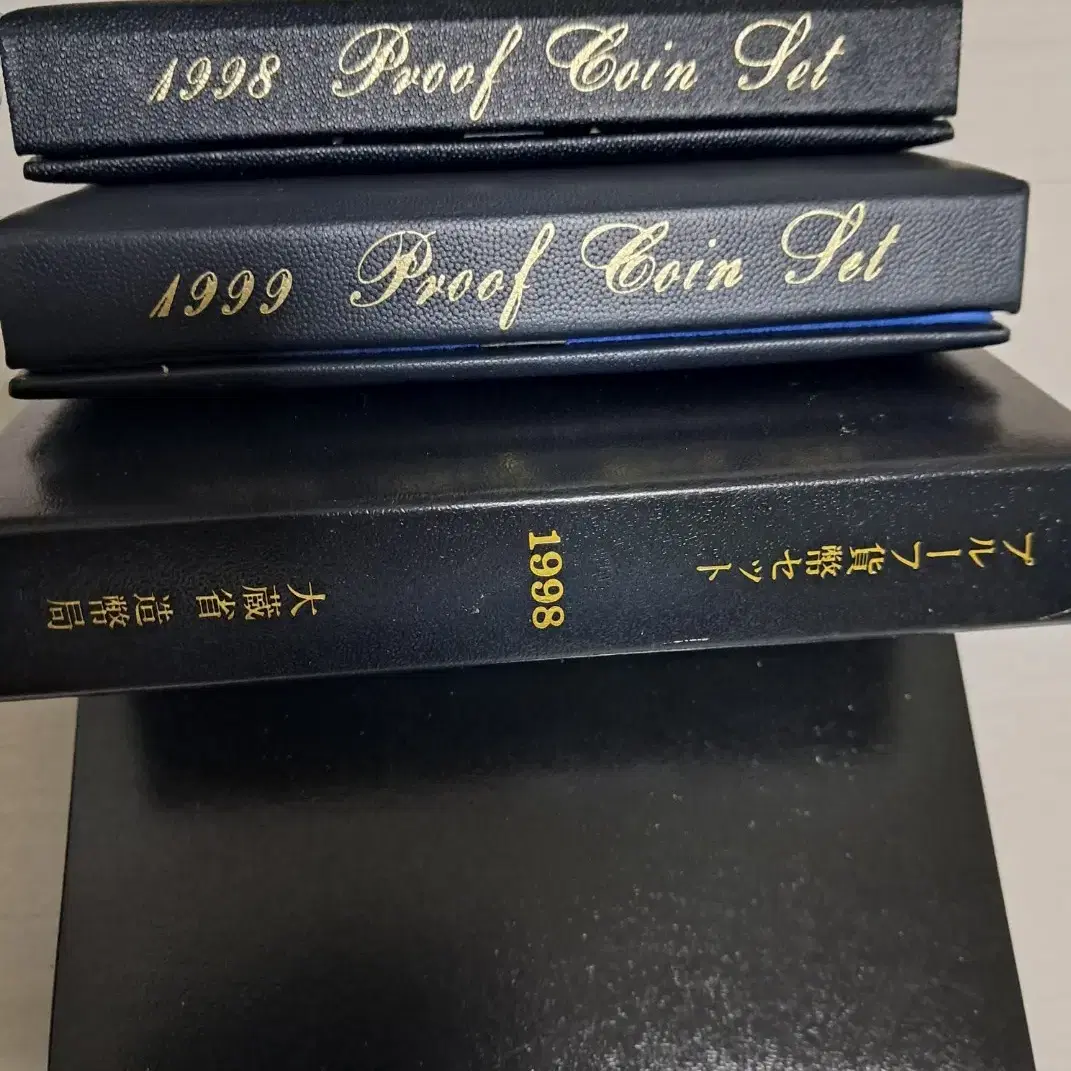 1998 Proof Coin Set
1999 Proof Coin Set
プルーフ貨幣セット
1998
大蔵省 造幣局